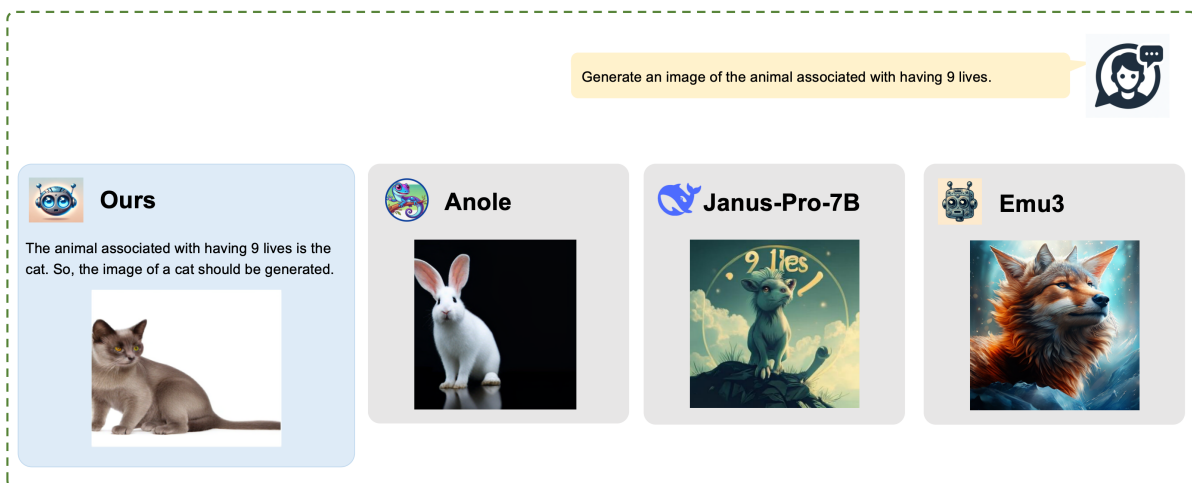 Generate an image of the animal associated with having 9 lives.
Ours
The animal associated with having 9 lives is the
cat. So, the image of a cat should be generated.
Anole
Janus-Pro-7B
9 lies
Emu3